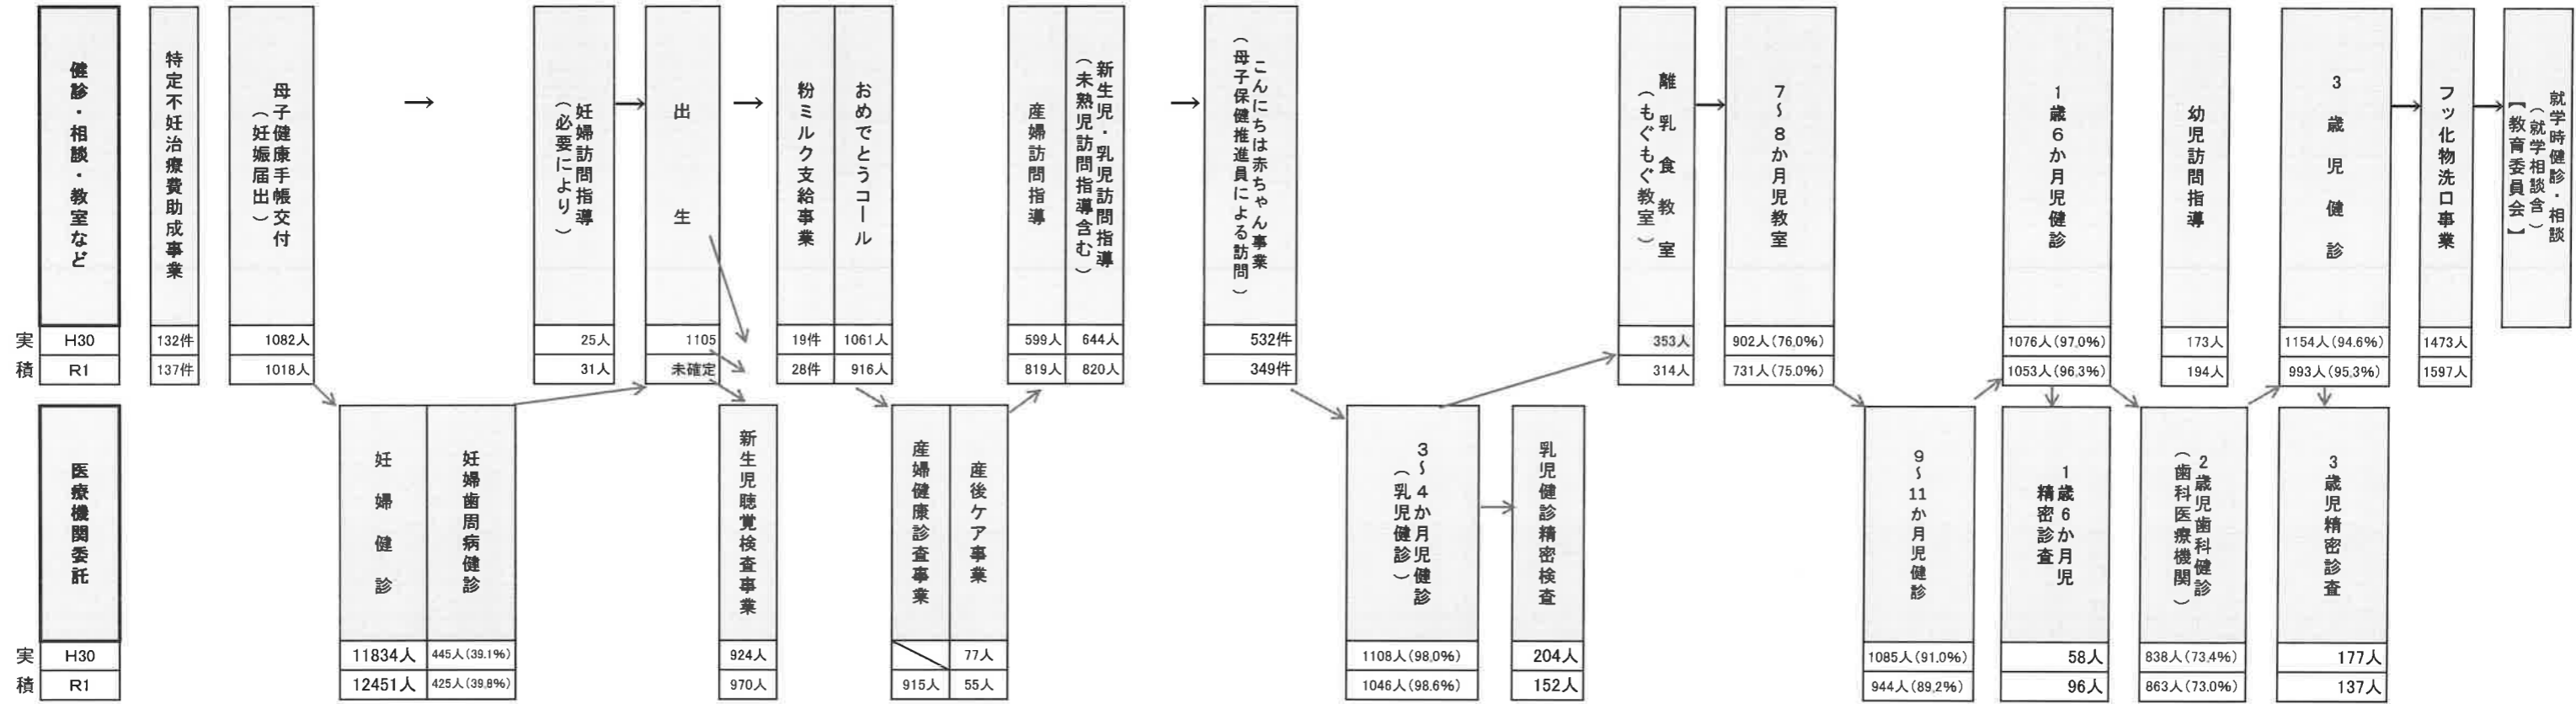 健診・相談・教室など
特定不妊治療費助成事業
母子健康手帳交付
（妊娠届出）
→
妊婦訪問指導
（必要により）
→
出生
→
粉ミルク支給事業
おめでとうコール
産婦訪問指導
新生児・乳児訪問指導
（未熟児訪問指導含む）
→
こんにちは赤ちゃん事業
（母子保健推進員による訪問）
離乳食教室
（もぐもぐ教室）
→
7～8か月児教室
1歳6か月児健診
幼児訪問指導
3歳児健診
→
フッ化物洗口事業
→
就学時健診・相談
（就学相談含）
【教育委員会】
実 H30 132件 1082人 25人 1105 19件 1061人 599人 644人 532件 353人 902人(76.0%) 1076人(97.0%) 173人 1154人(94.6%) 1473人
積 R1 137件 1018人 31人 未確定 28件 916人 819人 820人 349件 314人 731人(75.0%) 1053人(96.3%) 194人 993人(95.3%) 1597人
医療機関委託
妊婦健診
妊婦歯周病健診
新生児聴覚検査事業
産婦健康診査事業
産後ケア事業
3～4か月児健診
（乳児健診）
乳児健診精密検査
9～11か月児健診
1歳6か月児
精密診査
2歳児歯科健診
（歯科医療機関）
3歳児精密診査
実 H30 11834人 445人(39.1%) 924人 77人 1108人(98.0%) 204人 1085人(91.0%) 58人 838人(73.4%) 177人
積 R1 12451人 425人(39.8%) 970人 915人 55人 1046人(98.6%) 152人 944人(89.2%) 96人 863人(73.0%) 137人